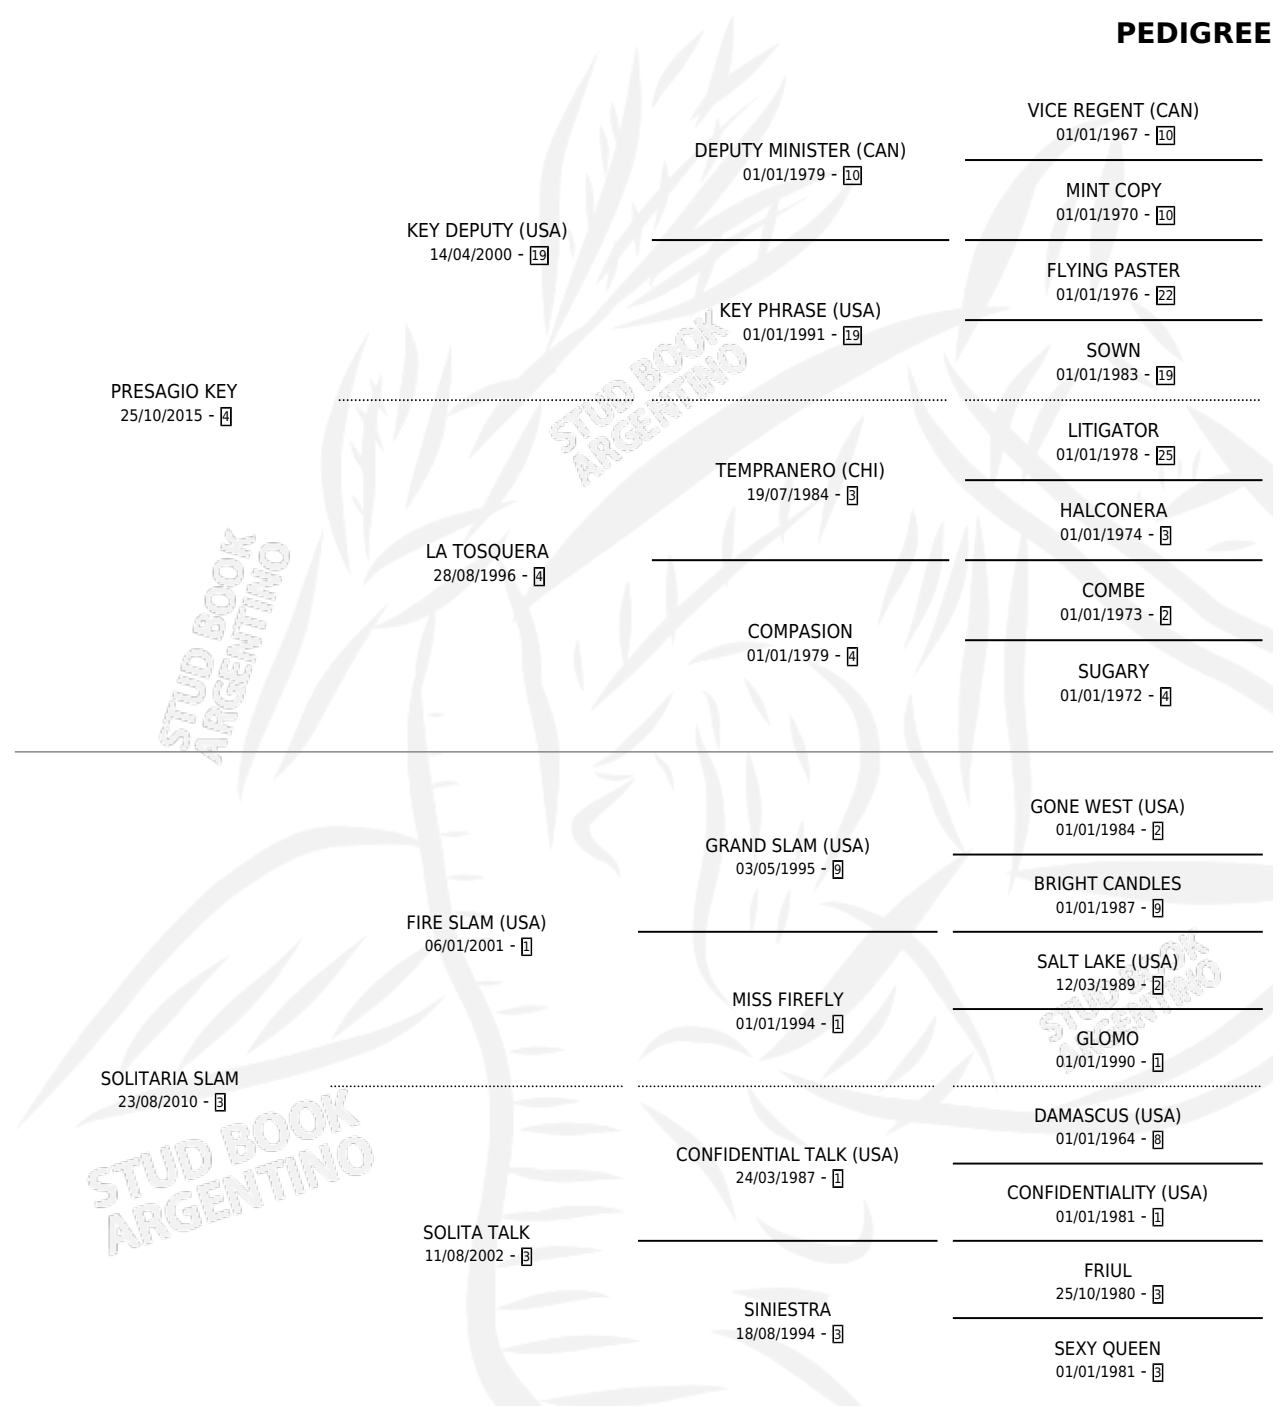 PEDIGREE
VICE REGENT (CAN)
01/01/1967 - 10
DEPUTY MINISTER (CAN)
01/01/1979 - 10
MINT COPY
01/01/1970 - 10
KEY DEPUTY (USA)
14/04/2000 - 19
FLYING PASTER
01/01/1976 - 22
KEY PHRASE (USA)
01/01/1991 - 19
SOWN
01/01/1983 - 19
PRESAGIO KEY
25/10/2015 - 4
LITIGATOR
01/01/1978 - 25
TEMPRANERO (CHI)
19/07/1984 - 3
HALCONERA
01/01/1974 - 3
LA TOSQUERA
28/08/1996 - 4
COMBE
01/01/1973 - 2
COMPASION
01/01/1979 - 4
SUGARY
01/01/1972 - 4
STUD BOOK
ARGENTINO
STUD BOOK
ARGENTINO
GONE WEST (USA)
01/01/1984 - 2
GRAND SLAM (USA)
03/05/1995 - 9
BRIGHT CANDLES
01/01/1987 - 9
FIRE SLAM (USA)
06/01/2001 - 1
SALT LAKE (USA)
12/03/1989 - 2
MISS FIREFLY
01/01/1994 - 1
GLOMO
01/01/1990 - 1
SOLITARIA SLAM
23/08/2010 - 3
DAMASCUS (USA)
01/01/1964 - 8
CONFIDENTIAL TALK (USA)
24/03/1987 - 1
CONFIDENTIALITY (USA)
01/01/1981 - 1
SOLITA TALK
11/08/2002 - 3
FRIUL
25/10/1980 - 3
SINIESTRA
18/08/1994 - 3
SEXY QUEEN
01/01/1981 - 3
STUD BOOK
ARGENTINO
STUD BOOK
ARGENTINO